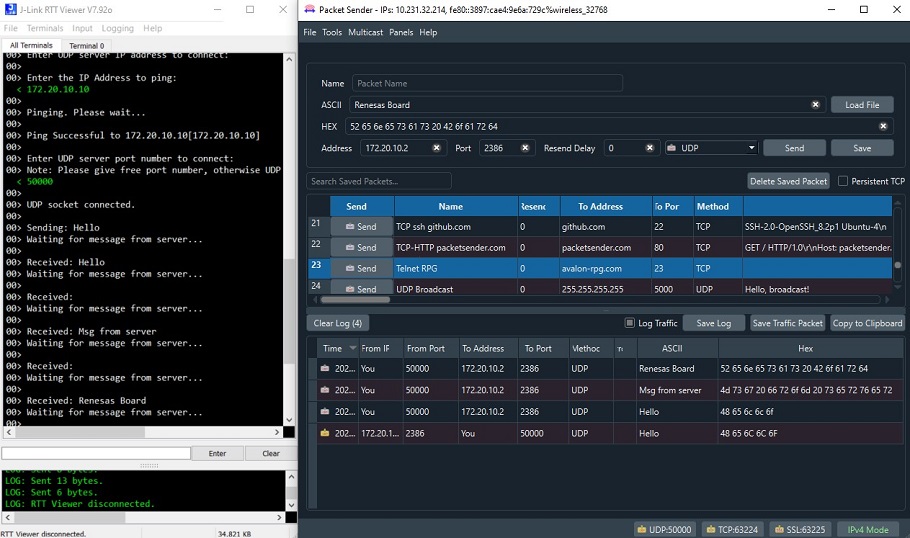 J-Link RTT Viewer V7.92o
File Terminals Input Logging Help
All Terminals Terminal 0
00> Enter UDP server IP address to connect:
00>
00> Enter the IP Address to ping:
< 172.20.10.10
00>
00> Pinging. Please wait...
00>
00> Ping Successful to 172.20.10.10[172.20.10.10]
00>
00> Enter UDP server port number to connect:
00> Note: Please give free port number, otherwise UDP
< 50000
00>
00> UDP socket connected.
00>
00> Sending: Hello
00> Waiting for message from server...
00>
00> Received: Hello
00> Waiting for message from server...
00>
00> Received:
00> Waiting for message from server...
00>
00> Received: Msg from server
00> Waiting for message from server...
00>
00> Received:
00> Waiting for message from server...
00>
00> Received: Renesas Board
00> Waiting for message from server...
00>
Enter Clear
LOG: Sent 13 bytes.
LOG: Sent 6 bytes.
LOG: RTT Viewer disconnected.
RTT Viewer disconnected. 34.821 KB
Packet Sender - IPs: 10.231.32.214, fe80::3897:cae4:9e6a:729c%wireless_32768
File Tools Multicast Panels Help
Name Packet Name
ASCII Renesas Board Load File
HEX 52 65 6e 65 73 61 73 20 42 6f 61 72 64
Address 172.20.10.2 Port 2386 Resend Delay 0 UDP Send Save
Search Saved Packets... Delete Saved Packet Persistent TCP
Send Name Resenc To Address To Por Method
21 Send TCP ssh github.com 0 github.com 22 TCP SSH-2.0-OpenSSH_8.2p1 Ubuntu-4\n
22 Send TCP-HTTP packetsender.com 0 packetsender.com 80 TCP GET / HTTP/1.0\r\nHost: packetsender.
23 Send Telnet RPG 0 avalon-rpg.com 23 TCP
24 Send UDP Broadcast 0 255.255.255.255 5000 UDP Hello, broadcast!
Clear Log (4) Log Traffic Save Log Save Traffic Packet Copy to Clipboard
Time From IP From Port To Address To Port Methoc ASCII Hex
202... You 50000 172.20.10.2 2386 UDP Renesas Board 52 65 6e 65 73 61 73 20 42 6f 61 72 64
202... You 50000 172.20.10.2 2386 UDP Msg from server 4d 73 67 20 66 72 6f 6d 20 73 65 72 76 65 72
202... You 50000 172.20.10.2 2386 UDP Hello 48 65 6c 6c 6f
202... 172.20.1... 2386 You 50000 UDP Hello 48 65 6C 6C 6F
UDP:50000 TCP:63224 SSL:63225 IPv4 Mode